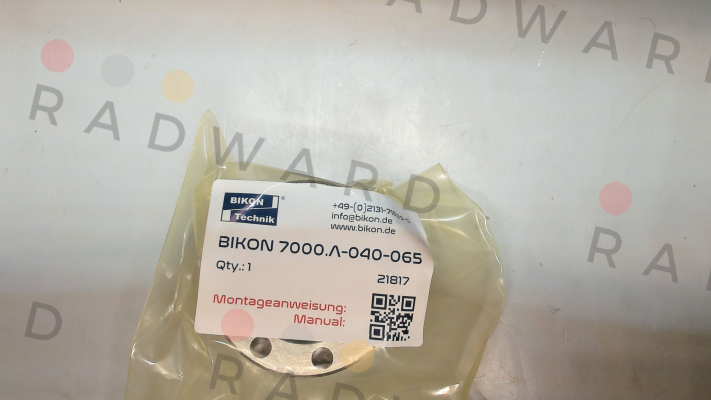 RADWARD
RADWARD
BIKON
Technik
info@bikon.de
www.bikon.de
BIKON 7000.A-040-065
Qty.: 1
21817
Montageanweisung:
Manual:
RADWARD